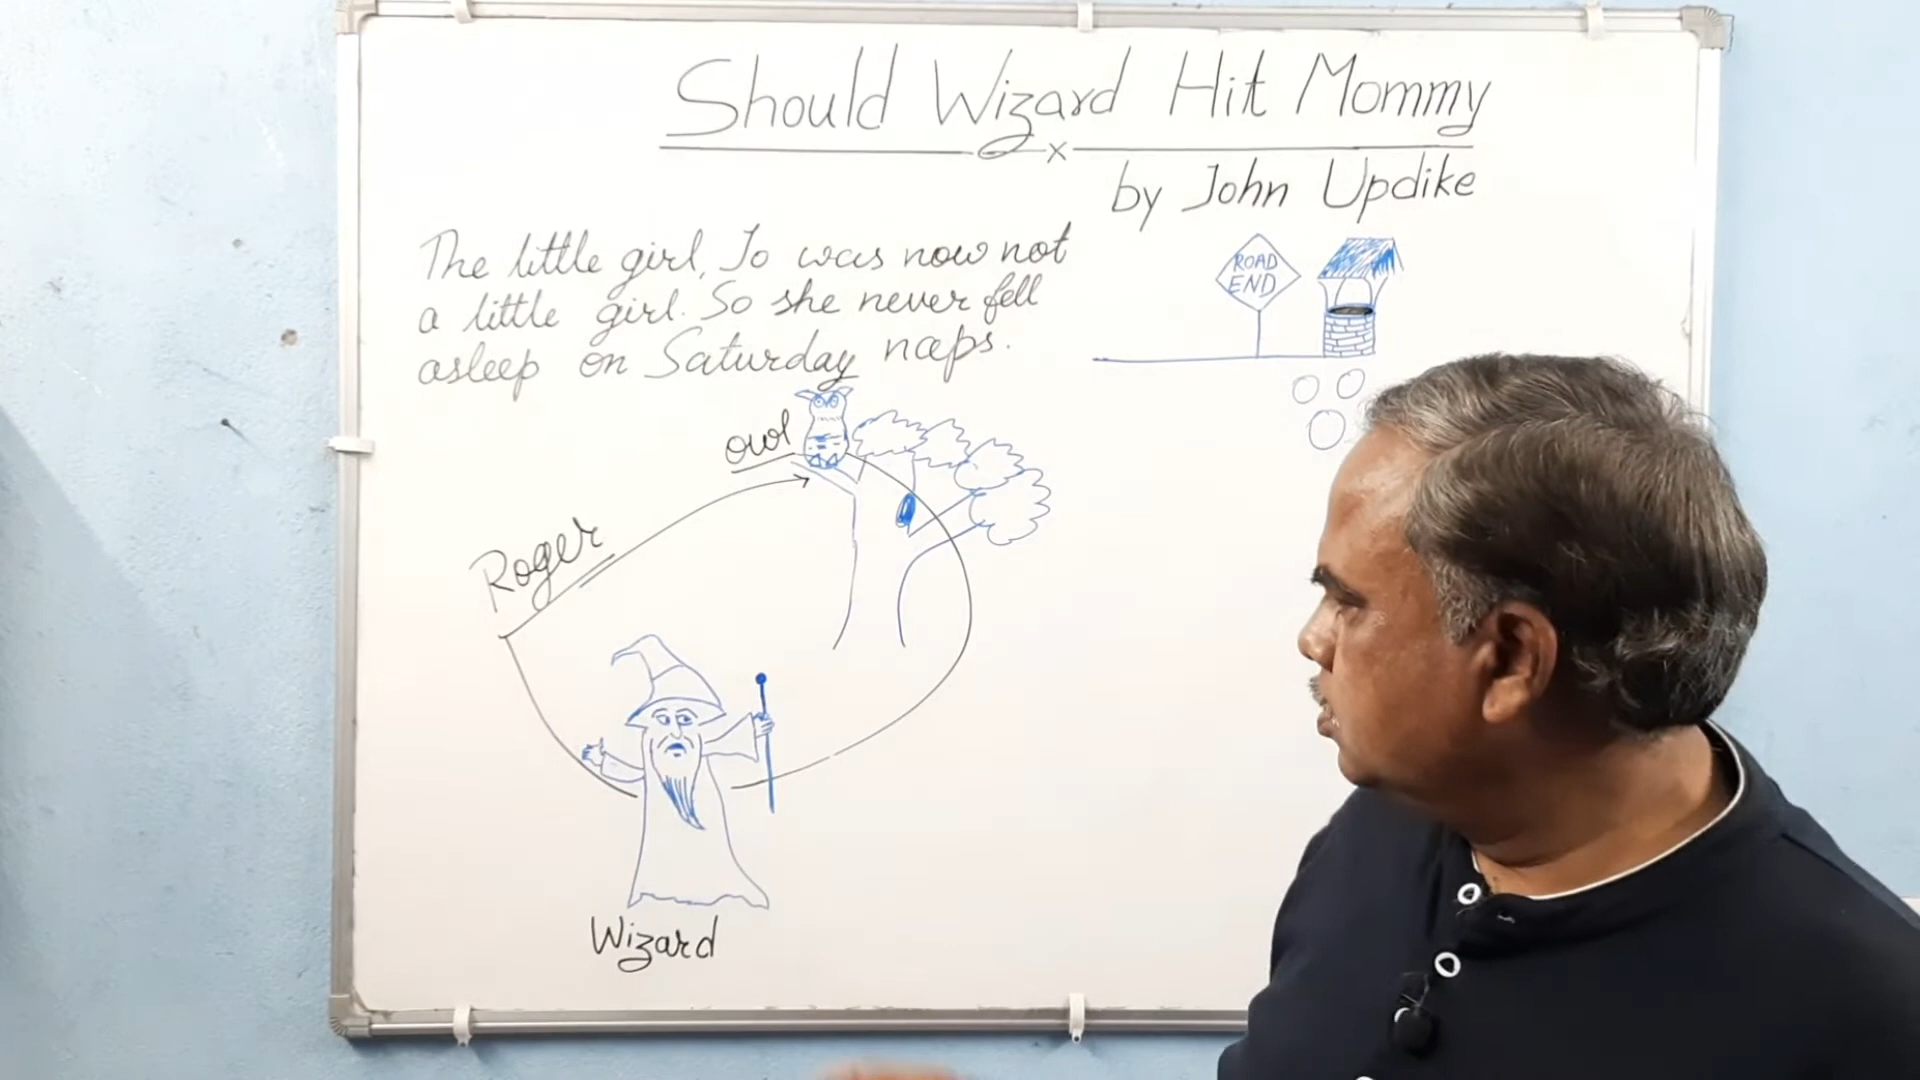 Should Wizard Hit Mommy
by John Updike
The little girl, Jo was now not
a little girl. So she never fell
asleep on Saturday naps.
ROAD
END
owl
Roger
Wizard